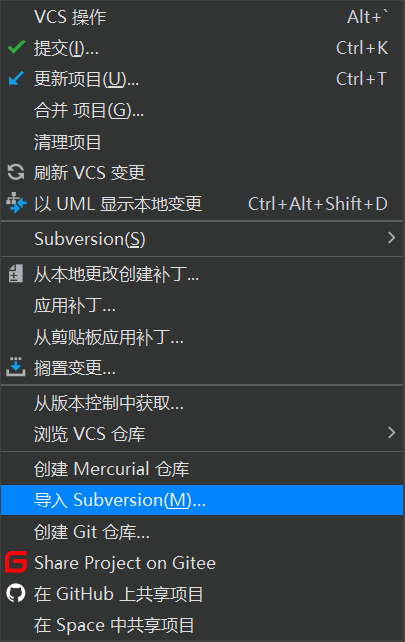 VCS 操作 Alt+`
提交(I)... Ctrl+K
更新项目(U)... Ctrl+T
合并 项目(G)...
清理项目
刷新 VCS 变更
以 UML 显示本地变更 Ctrl+Alt+Shift+D
Subversion(S)
从本地更改创建补丁...
应用补丁...
从剪贴板应用补丁...
搁置变更...
从版本控制中获取...
浏览 VCS 仓库
创建 Mercurial 仓库
导入 Subversion(M)...
创建 Git 仓库...
Share Project on Gitee
在 GitHub 上共享项目
在 Space 中共享项目